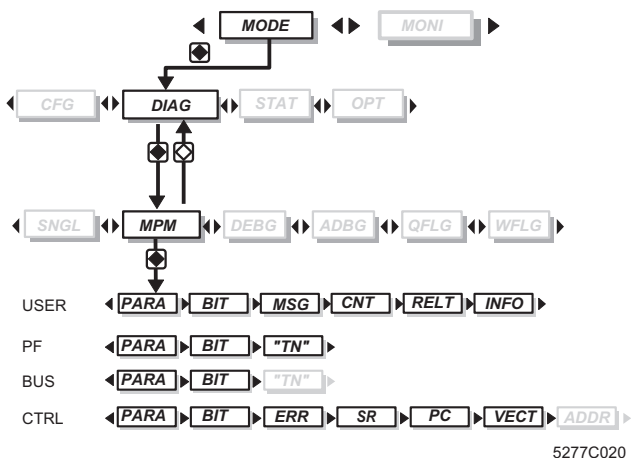 MODE MONI
CFG DIAG STAT OPT
SNGL MPM DEBG ADBG QFLG WFLG
USER PARA BIT MSG CNT RELT INFO
PF PARA BIT "TN"
BUS PARA BIT "TN"
CTRL PARA BIT ERR SR PC VECT ADDR
5277C020